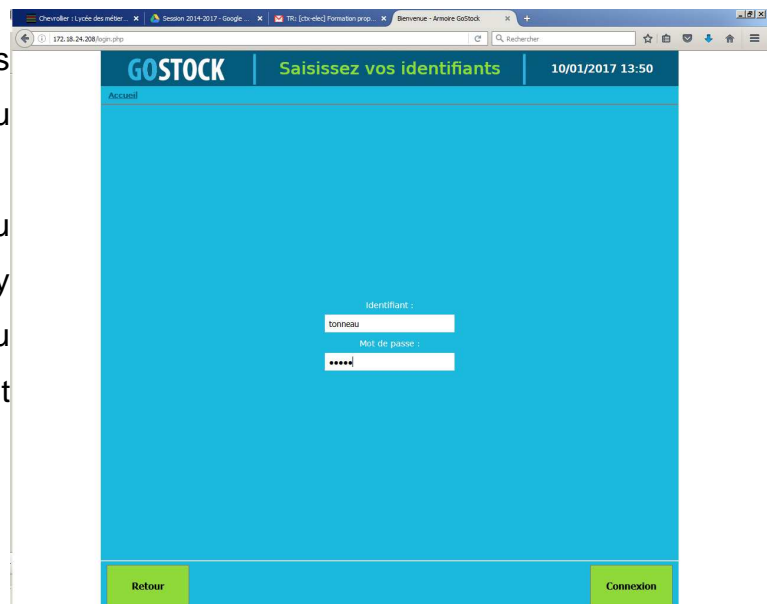 Chevrollier : Lycée des métier...
Session 2014-2017 - Google ...
TR: [ctx-elec] Formation prop...
Bienvenue - Armoire GoStock
172.18.24.208/login.php
Rechercher
GOSTOCK
Saisissez vos identifiants
10/01/2017 13:50
Accueil
s
u
u
y
u
t
Identifiant :
tonneau
Mot de passe :
•••••
Retour
Connexion